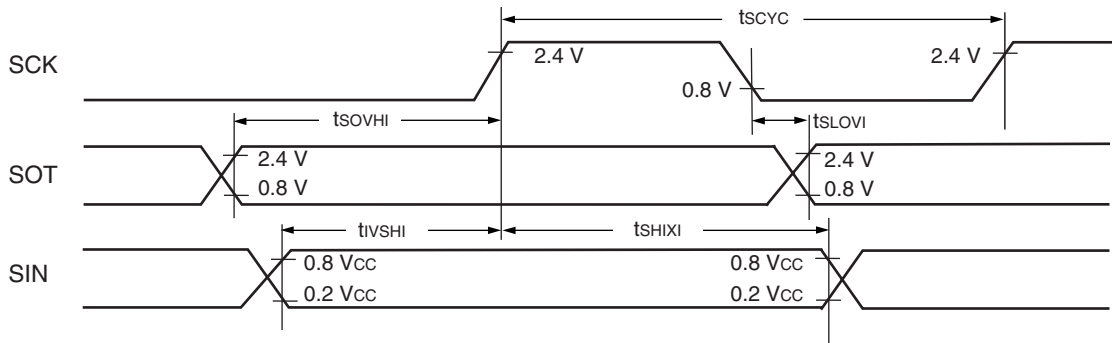 tSCYC
SCK
2.4 V
2.4 V
0.8 V
tSOVHI
tSLOVI
SOT
2.4 V
2.4 V
0.8 V
0.8 V
tIVSHI
tSHIXI
SIN
0.8 VCC
0.8 VCC
0.2 VCC
0.2 VCC